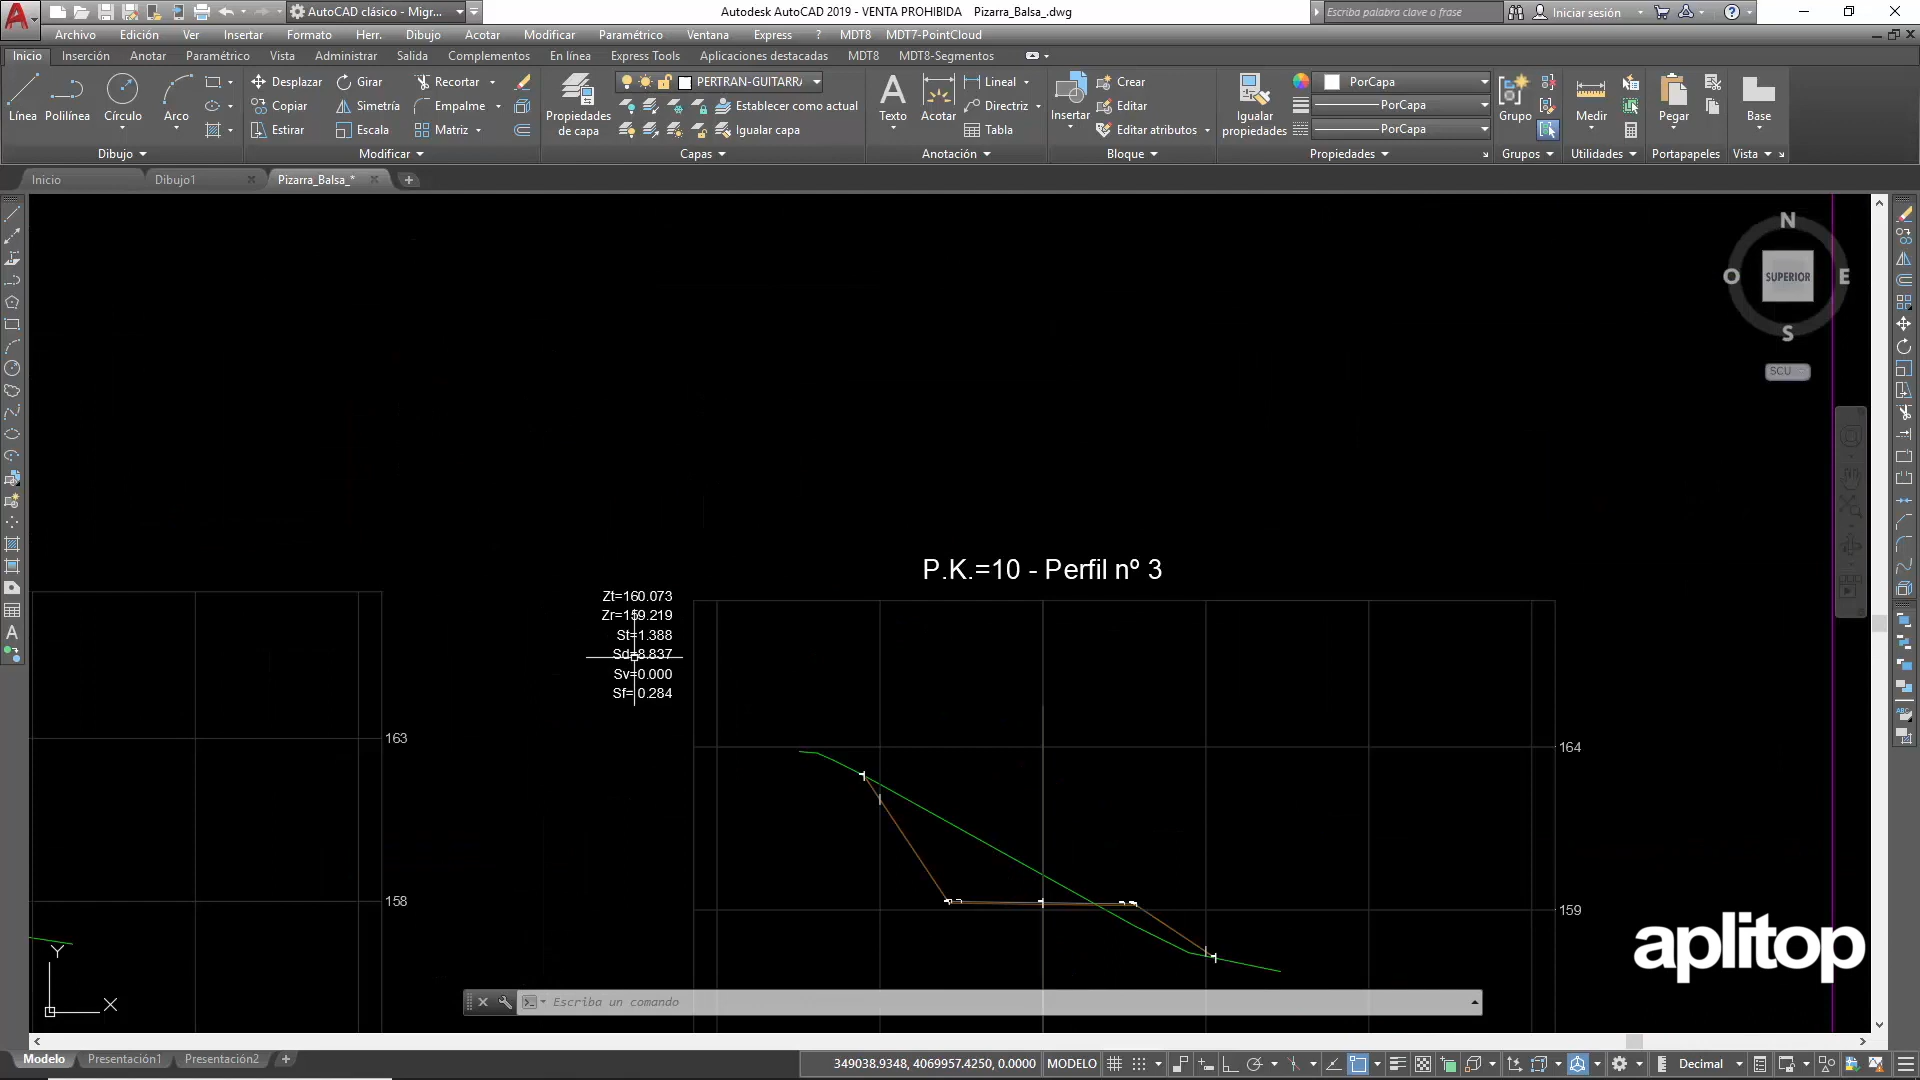 AutoCAD clásico - Migr...
Autodesk AutoCAD 2019 - VENTA PROHIBIDA Pizarra_Balsa_.dwg
Escriba palabra clave o frase
Iniciar sesión
Archivo Edición Ver Insertar Formato Herr. Dibujo Acotar Modificar Paramétrico Ventana Express ? MDT8 MDT7-PointCloud
Inicio Inserción Anotar Paramétrico Vista Administrar Salida Complementos En línea Express Tools Aplicaciones destacadas MDT8 MDT8-Segmentos
Línea Polilínea Círculo Arco
Desplazar Girar Recortar
Copiar Simetría Empalme
Estirar Escala Matriz
Propiedades de capa
PERTRAN-GUITARRA
Establecer como actual
Igualar capa
Texto Acotar
Lineal
Directriz
Tabla
Insertar
Crear
Editar
Editar atributos
Igualar propiedades
PorCapa
PorCapa
PorCapa
Grupo Medir Pegar Base
Dibujo Modificar Capas Anotación Bloque Propiedades Grupos Utilidades Portapapeles Vista
Inicio Dibujo1 Pizarra_Balsa_*
N
O SUPERIOR E
S
SCU
P.K.=10 - Perfil nº 3
Zt=160.073
Zr=159.219
St=1.388
Sd=8.837
Sv=0.000
Sf=0.284
163
164
158
159
Y
X
aplitop
Escriba un comando
Modelo Presentación1 Presentación2
349038.9348, 4069957.4250, 0.0000 MODELO
Decimal